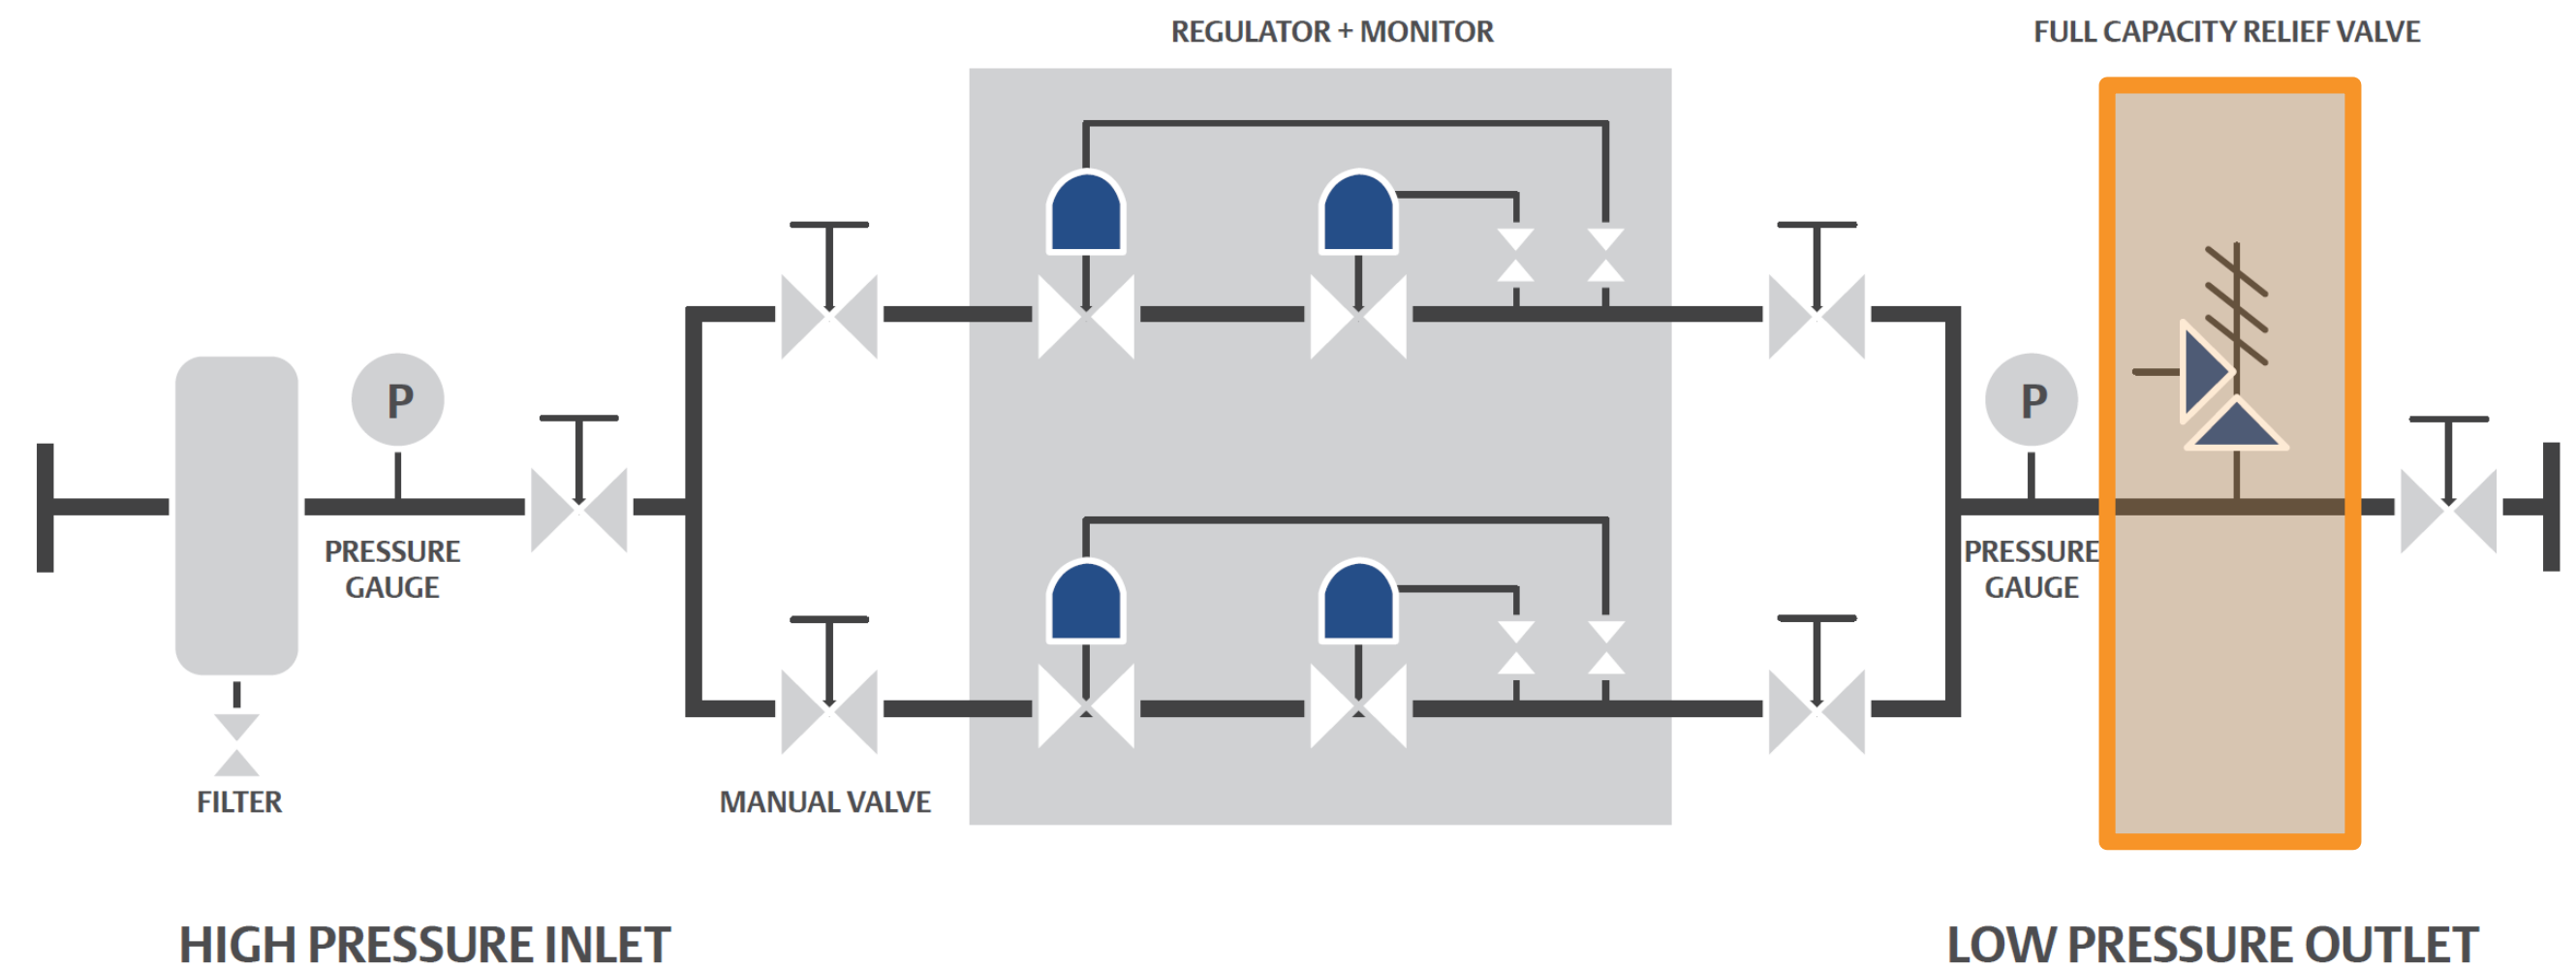 REGULATOR + MONITOR
FULL CAPACITY RELIEF VALVE
P
P
PRESSURE
GAUGE
PRESSURE
GAUGE
FILTER
MANUAL VALVE
HIGH PRESSURE INLET
LOW PRESSURE OUTLET